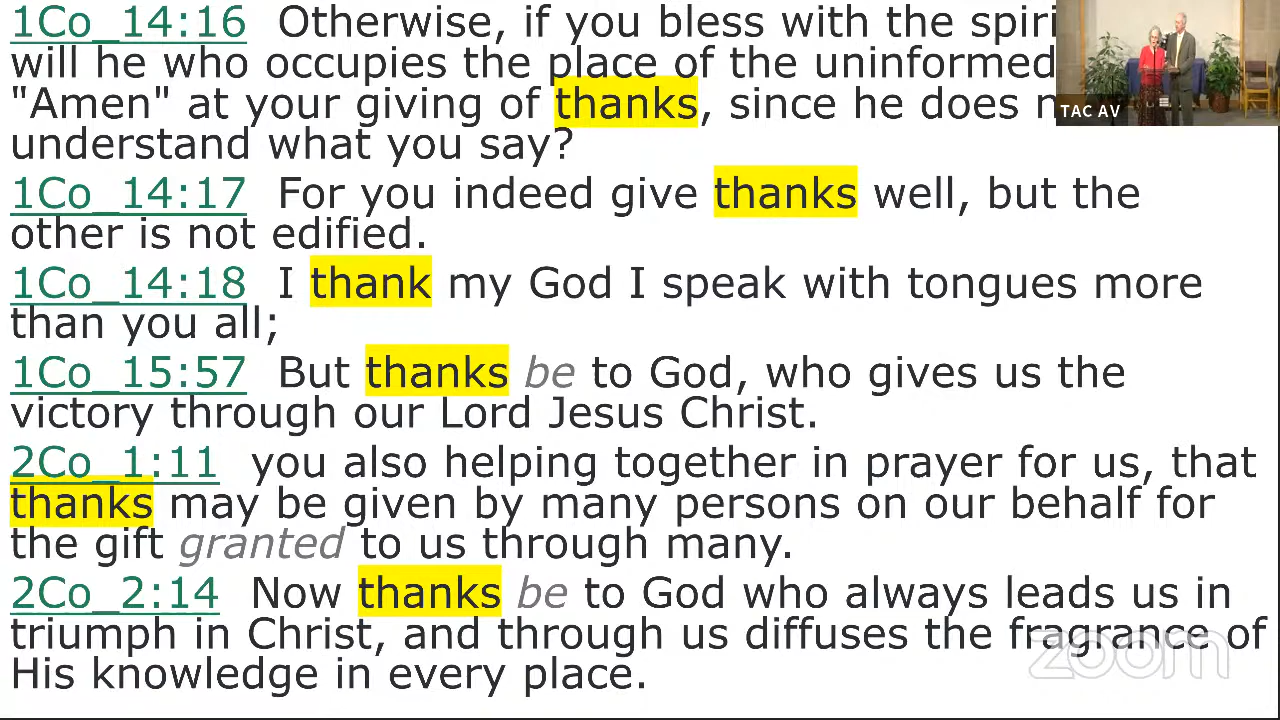 1Co_14:16 Otherwise, if you bless with the spiri
will he who occupies the place of the uninformed
"Amen" at your giving of thanks, since he does n
understand what you say?
1Co_14:17 For you indeed give thanks well, but the
other is not edified.
1Co_14:18 I thank my God I speak with tongues more
than you all;
1Co_15:57 But thanks be to God, who gives us the
victory through our Lord Jesus Christ.
2Co_1:11 you also helping together in prayer for us, that
thanks may be given by many persons on our behalf for
the gift granted to us through many.
2Co_2:14 Now thanks be to God who always leads us in
triumph in Christ, and through us diffuses the fragrance of
His knowledge in every place.
TAC AV
zoom